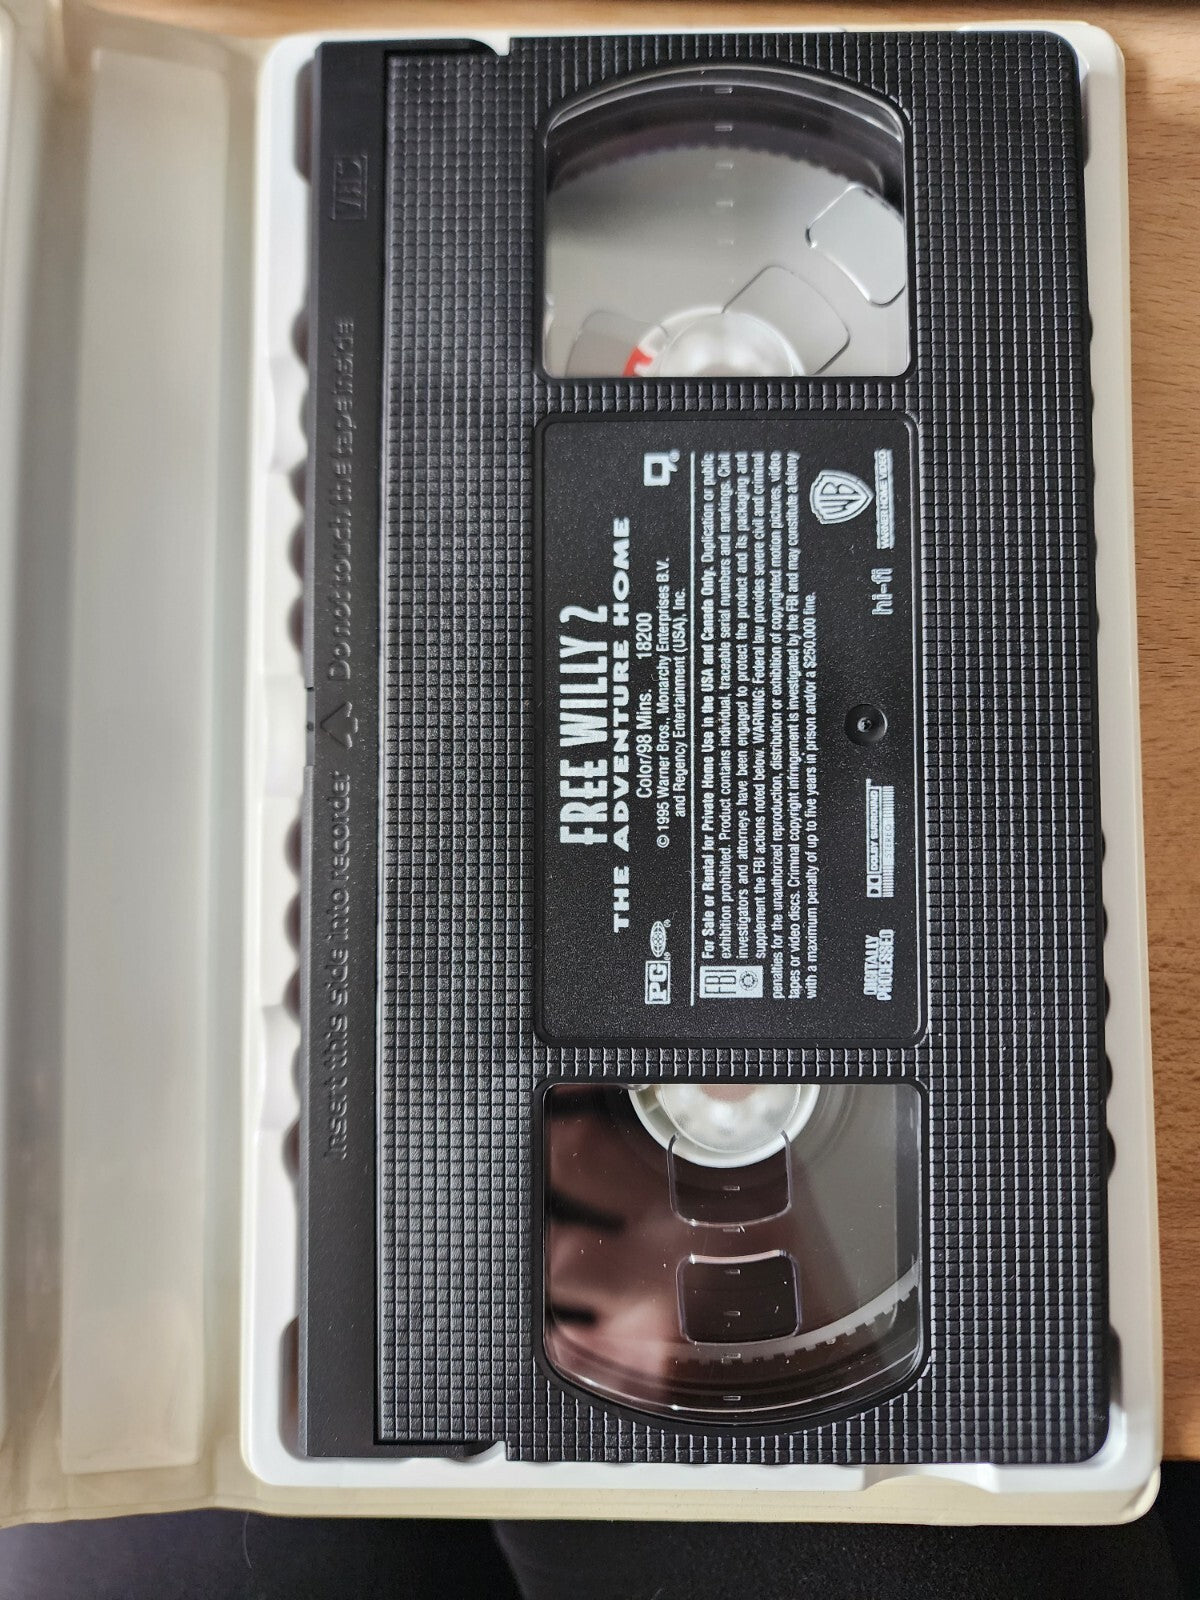 VHS
Insert this side into recorder
Do not touch the tape inside
FREE WILLY 2
THE ADVENTURE HOME
Color/98 Mins. 18200
© 1995 Warner Bros., Monarchy Enterprises B.V.
and Regency Entertainment (USA), Inc.
PG
®
R®
FBI
For Sale or Rental for Private Home Use in the USA and Canada Only. Duplication or public
exhibition prohibited. Product contains individual, traceable serial numbers and markings. Civil
investigators and attorneys have been engaged to protect the product and its packaging and
supplement the FBI actions noted below. WARNING: Federal law provides severe civil and criminal
penalties for the unauthorized reproduction, distribution or exhibition of copyrighted motion pictures, video
tapes or video discs. Criminal copyright infringement is investigated by the FBI and may constitute a felony
with a maximum penalty of up to five years in prison and/or a $250,000 fine.
DIGITALLY
PROCESSED
DOLBY SURROUND™
STEREO
hi-fi
WB
WARNER HOME VIDEO